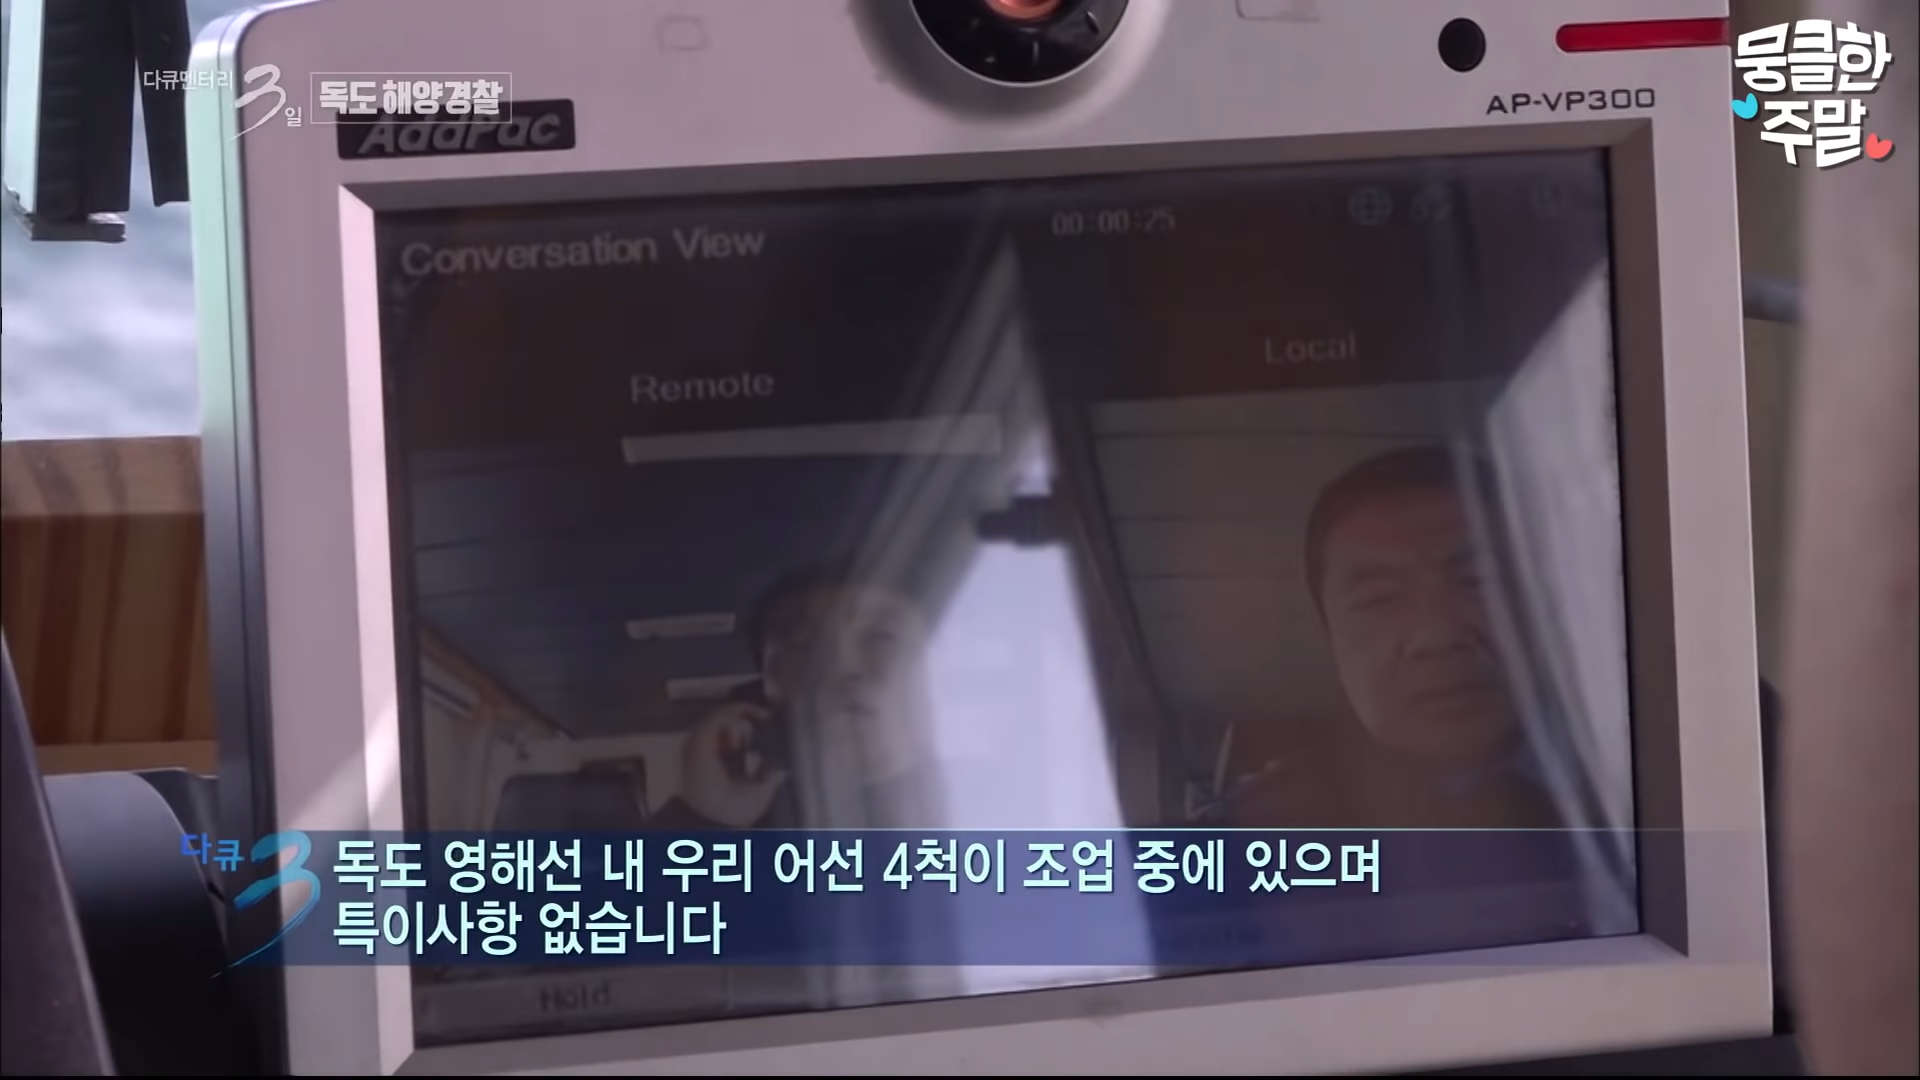 다큐멘터리 3일 독도 해양경찰
뭉클한
주말
AddPac
AP-VP300
Conversation View 00:00:25
Remote
Local
다큐3
독도 영해선 내 우리 어선 4척이 조업 중에 있으며
특이사항 없습니다
Hold